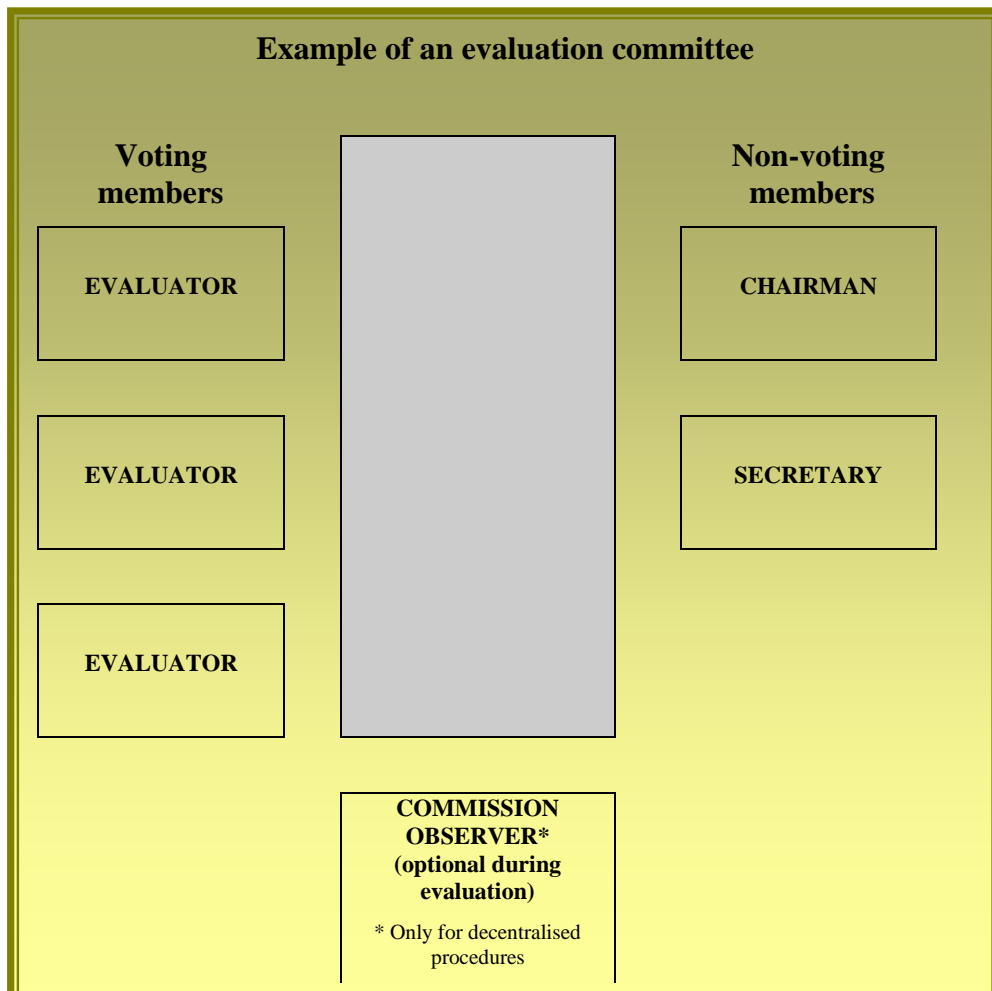 Example of an evaluation committee
Voting
members
Non-voting
members
EVALUATOR
CHAIRMAN
EVALUATOR
SECRETARY
EVALUATOR
COMMISSION
OBSERVER*
(optional during
evaluation)
* Only for decentralised
procedures